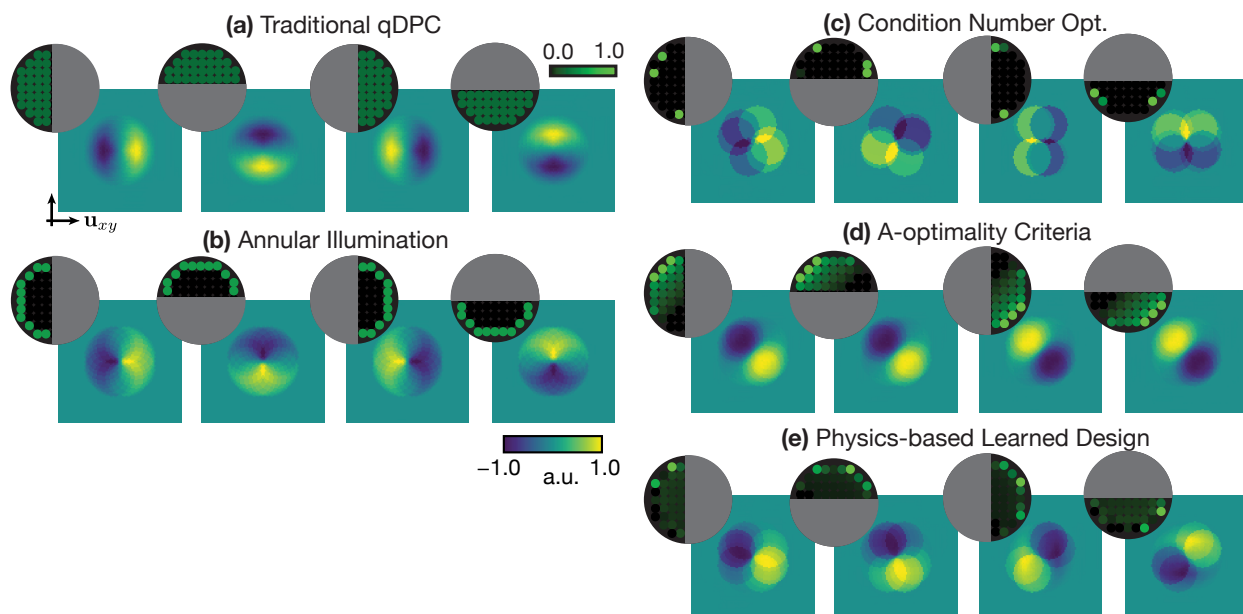 (a) Traditional qDPC
0.0 1.0
u_xy
(b) Annular Illumination
−1.0 1.0
a.u.
(c) Condition Number Opt.
(d) A-optimality Criteria
(e) Physics-based Learned Design